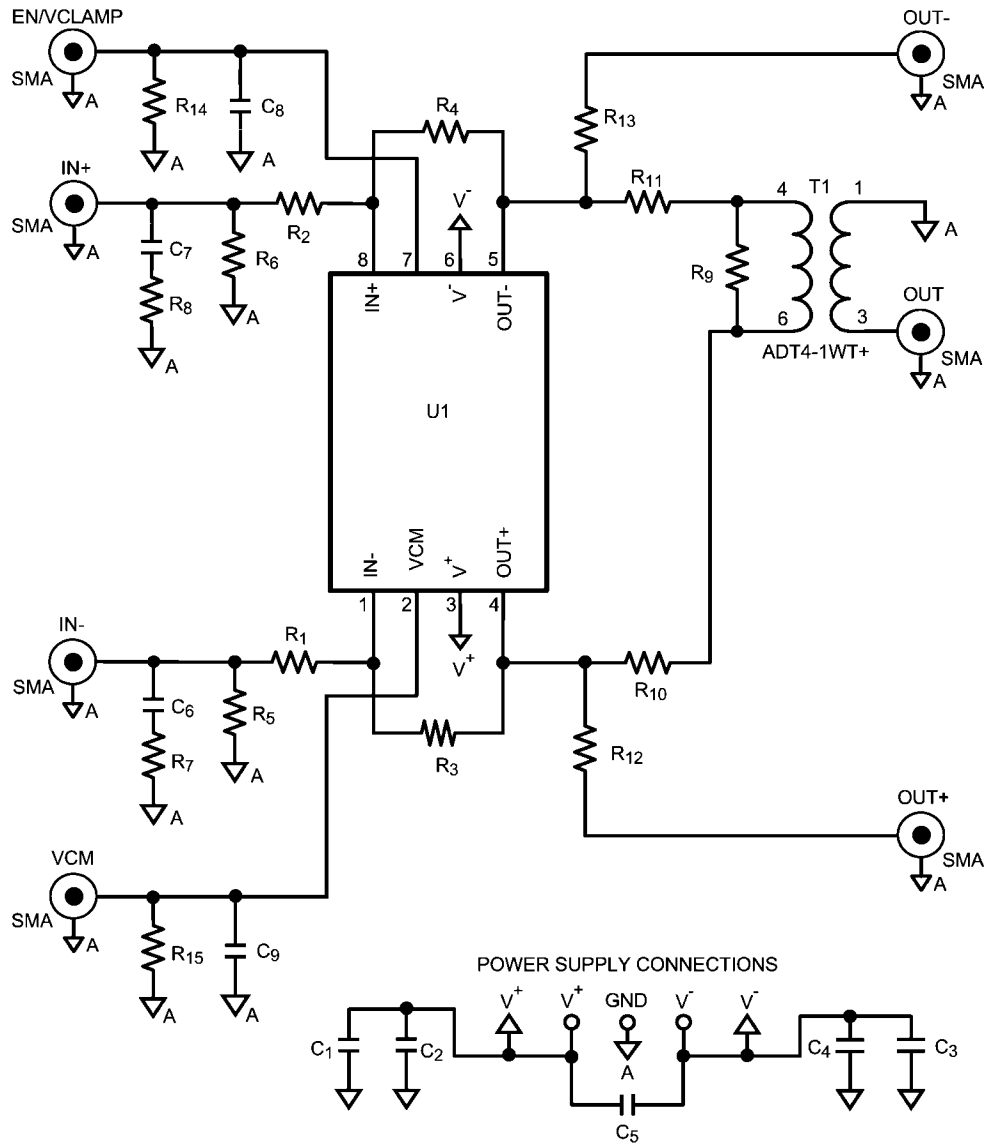 EN/VCLAMP
OUT-
SMA
A
R14
C8
A
A
R4
R13
SMA
A
IN+
SMA
A
C7
R8
A
R6
A
R2
V-
R11
R9
4
T1
1
A
6
3
ADT4-1WT+
OUT
SMA
A
8
7
6
5
IN+
V-
OUT-
U1
IN-
VCM
V+
OUT+
1
2
3
4
IN-
SMA
A
C6
R7
A
R5
A
R1
V+
R3
R10
R12
OUT+
SMA
A
VCM
SMA
A
R15
A
C9
A
POWER SUPPLY CONNECTIONS
V+
V+
GND
V-
V-
C1
C2
A
C5
C4
C3